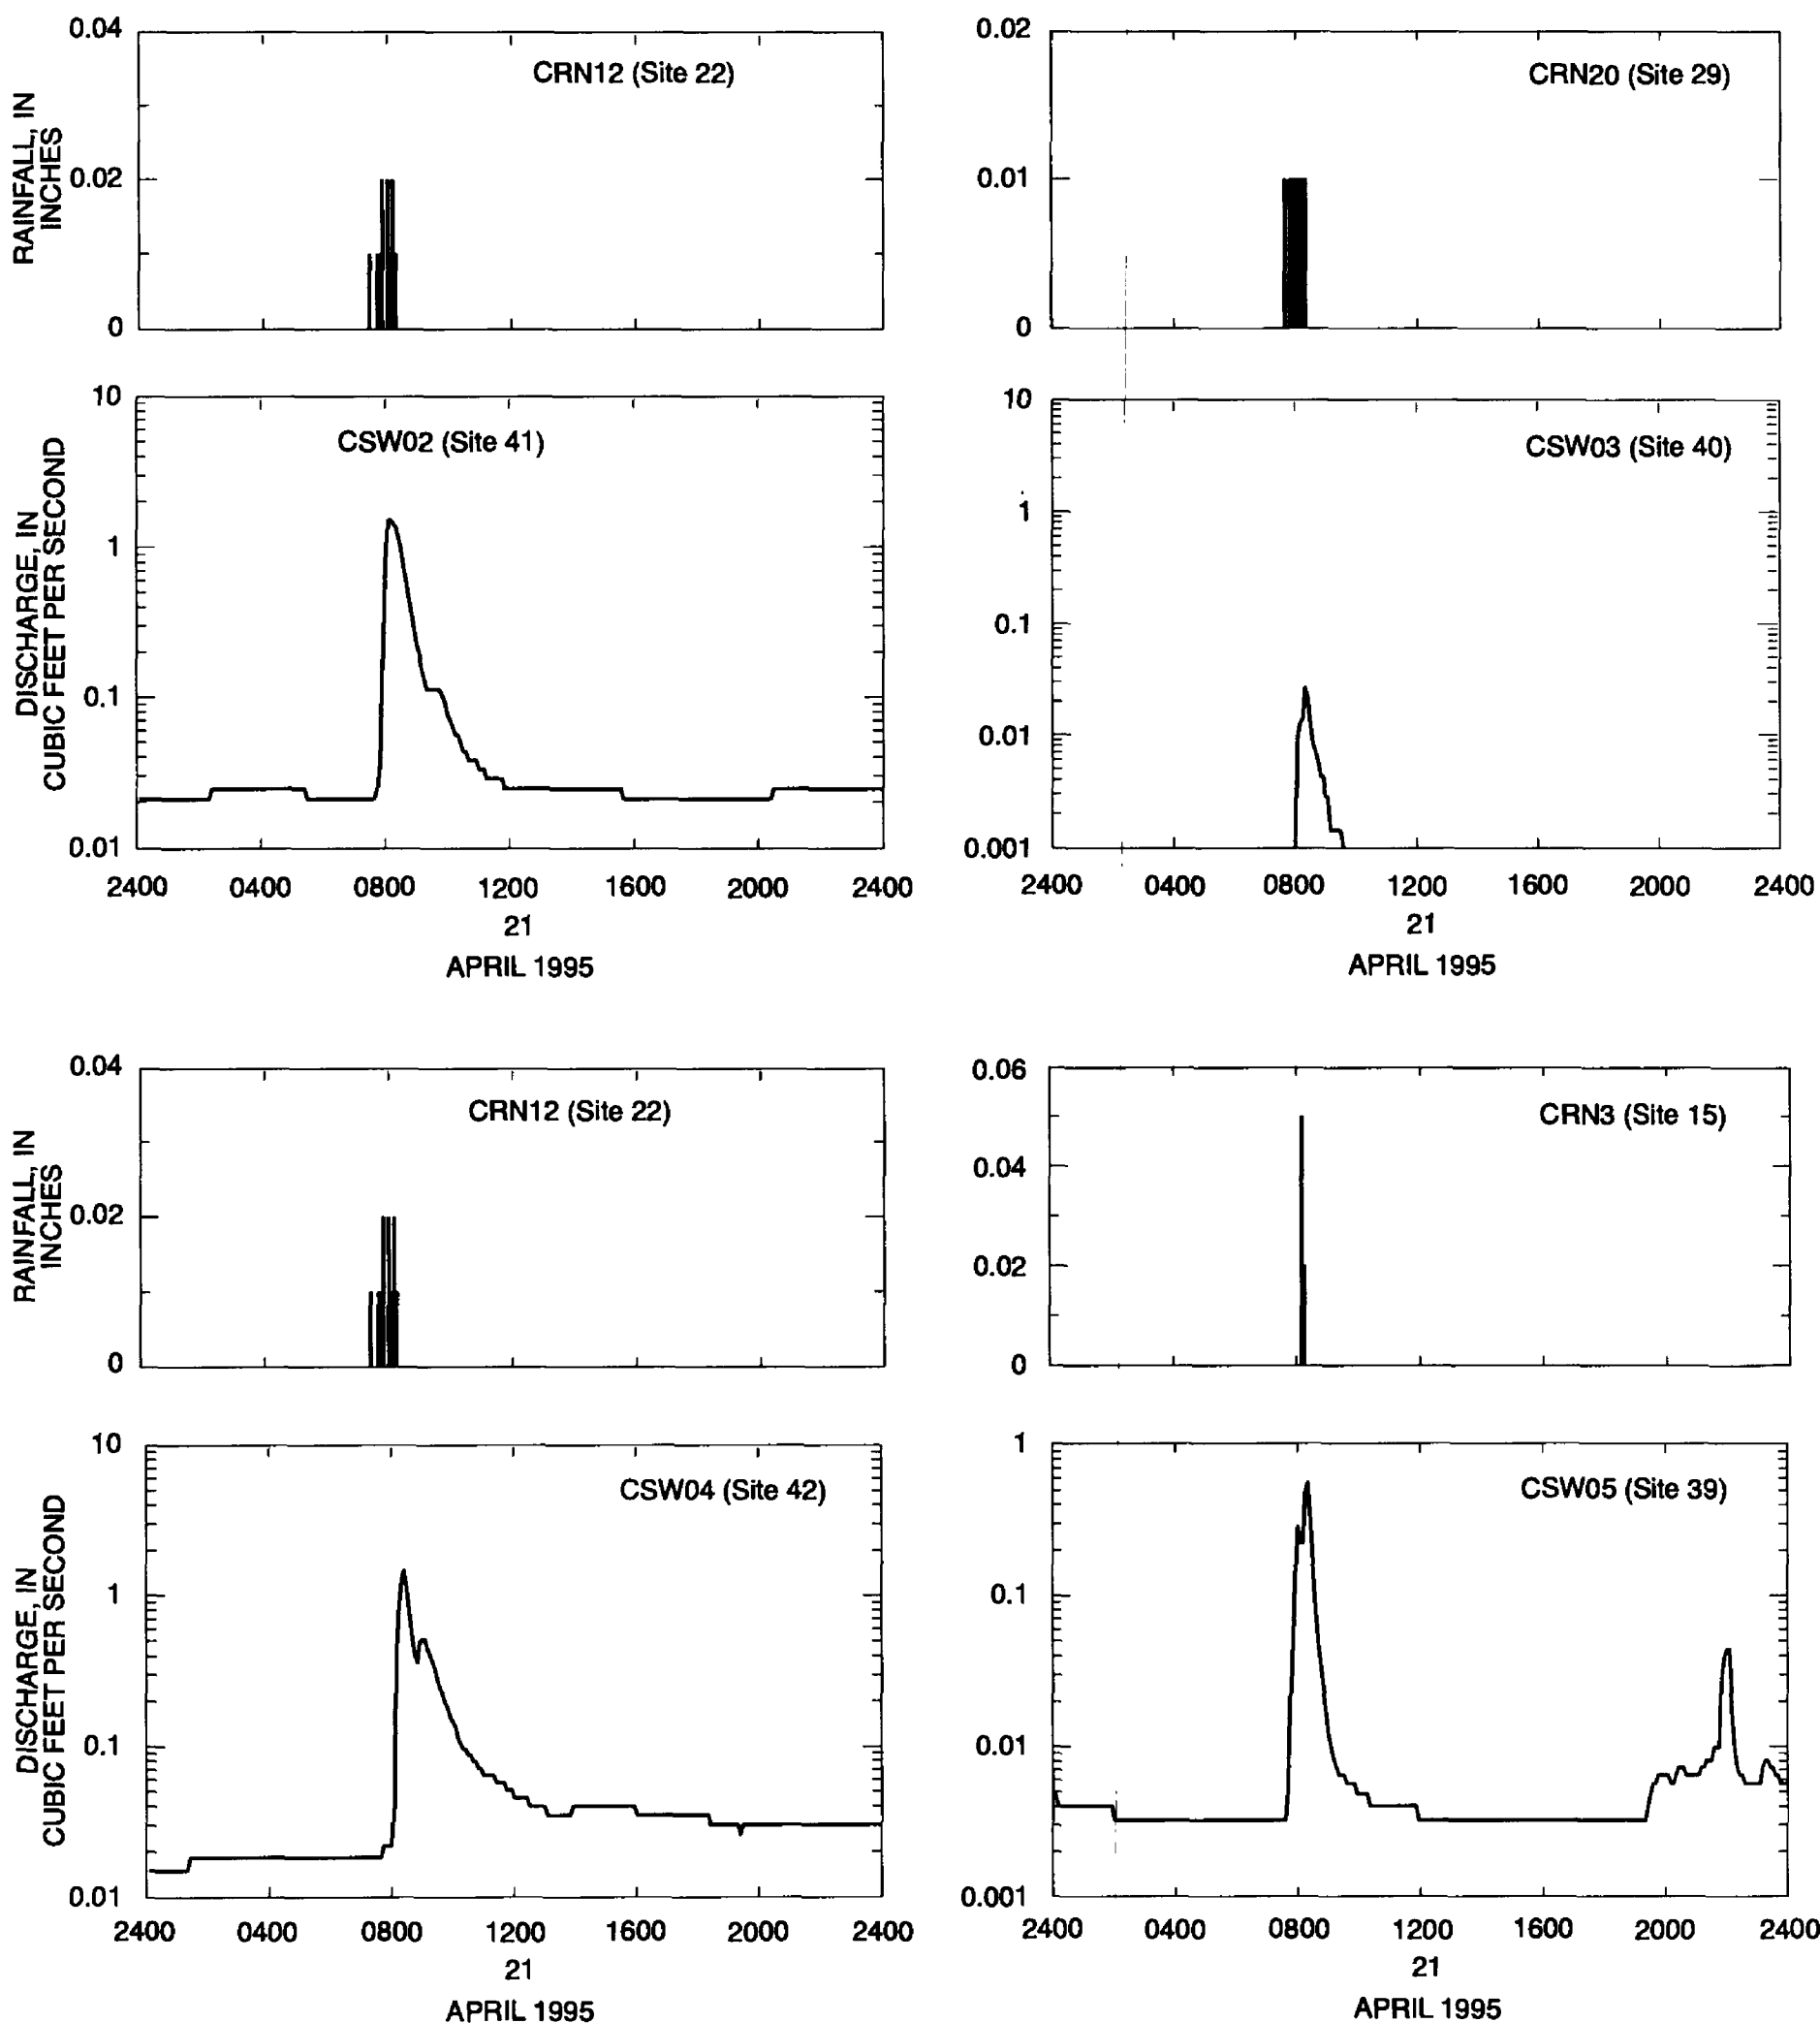 0.04
CRN12 (Site 22)
0.02
0
RAINFALL, IN
INCHES
0.02
CRN20 (Site 29)
0.01
0
10
CSW02 (Site 41)
1
0.1
0.01
DISCHARGE, IN
CUBIC FEET PER SECOND
2400 0400 0800 1200 1600 2000 2400
21
APRIL 1995
10
CSW03 (Site 40)
1
0.1
0.01
0.001
2400 0400 0800 1200 1600 2000 2400
21
APRIL 1995
0.04
CRN12 (Site 22)
0.02
0
RAINFALL, IN
INCHES
0.06
CRN3 (Site 15)
0.04
0.02
0
10
CSW04 (Site 42)
1
0.1
0.01
DISCHARGE, IN
CUBIC FEET PER SECOND
2400 0400 0800 1200 1600 2000 2400
21
APRIL 1995
1
CSW05 (Site 39)
0.1
0.01
0.001
2400 0400 0800 1200 1600 2000 2400
21
APRIL 1995